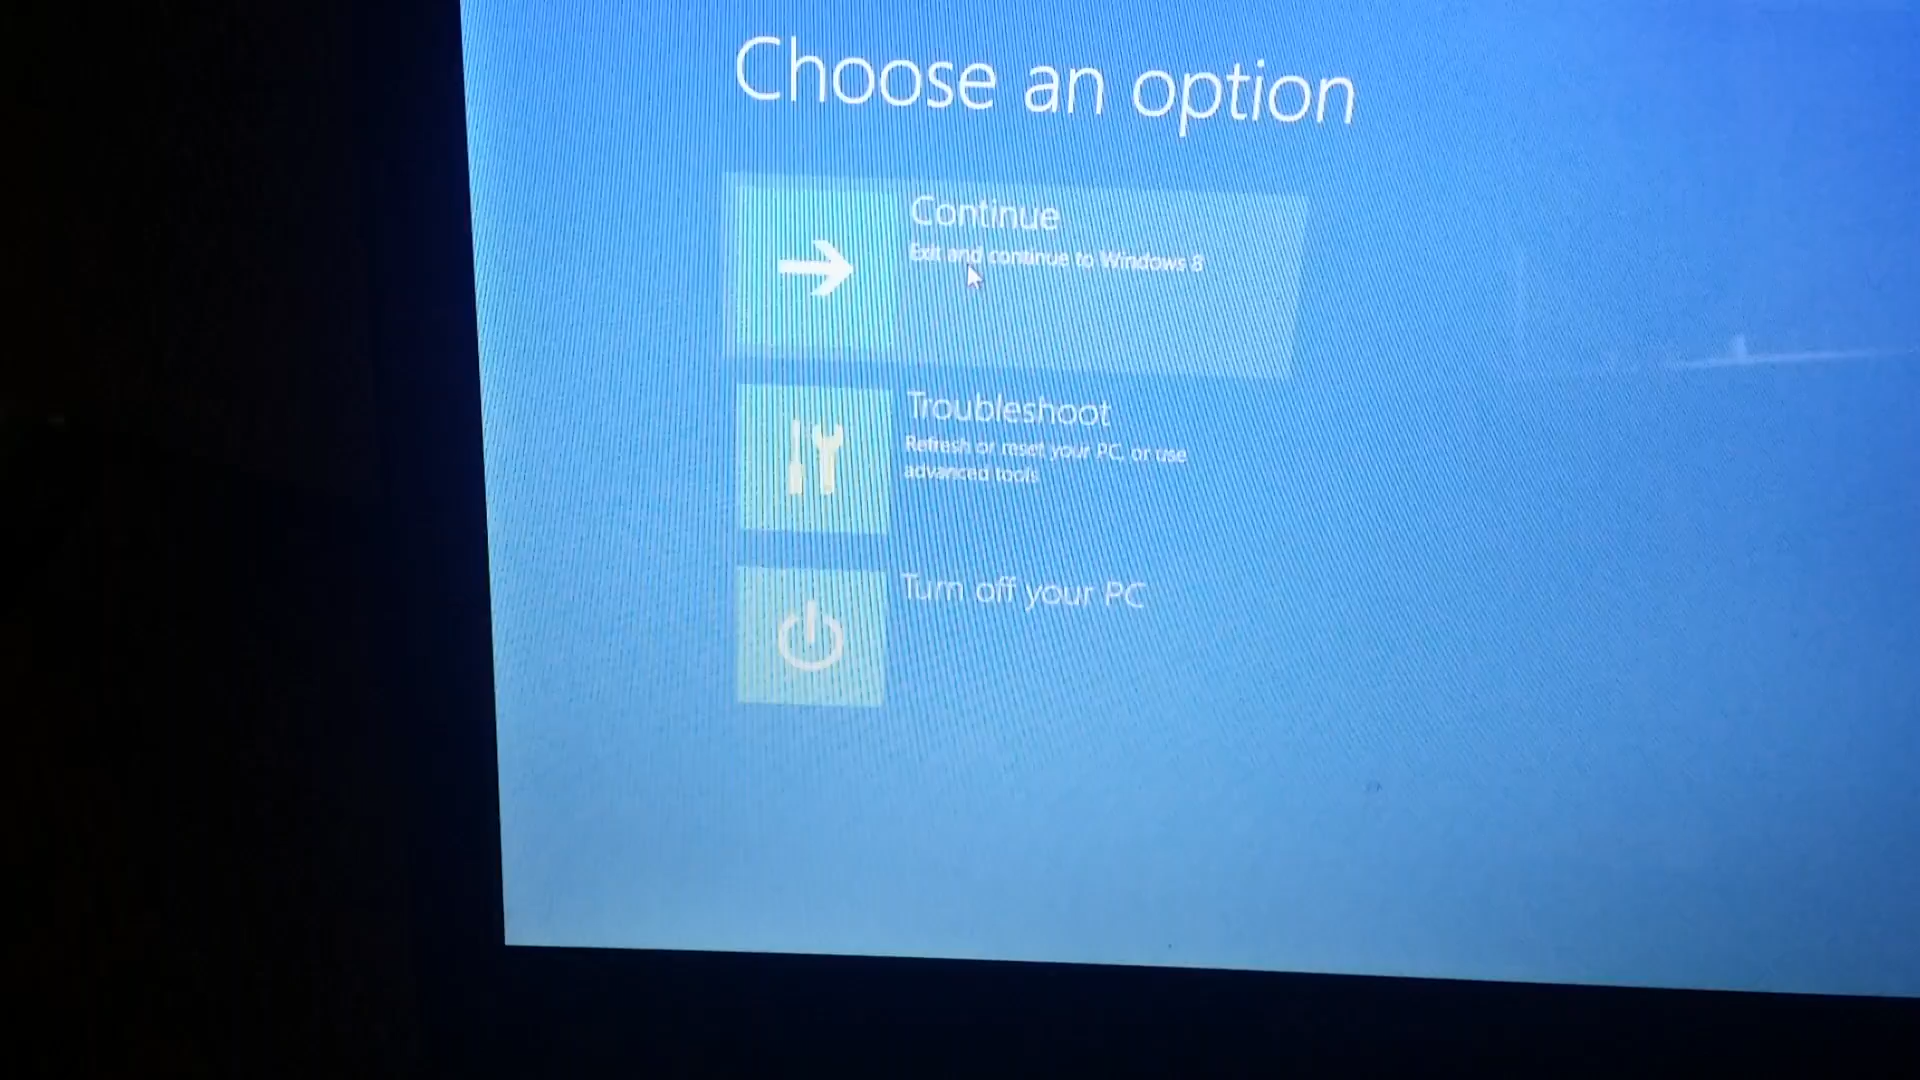 Choose an option
Continue
Exit and continue to Windows 8
Troubleshoot
Refresh or reset your PC, or use
advanced tools
Turn off your PC